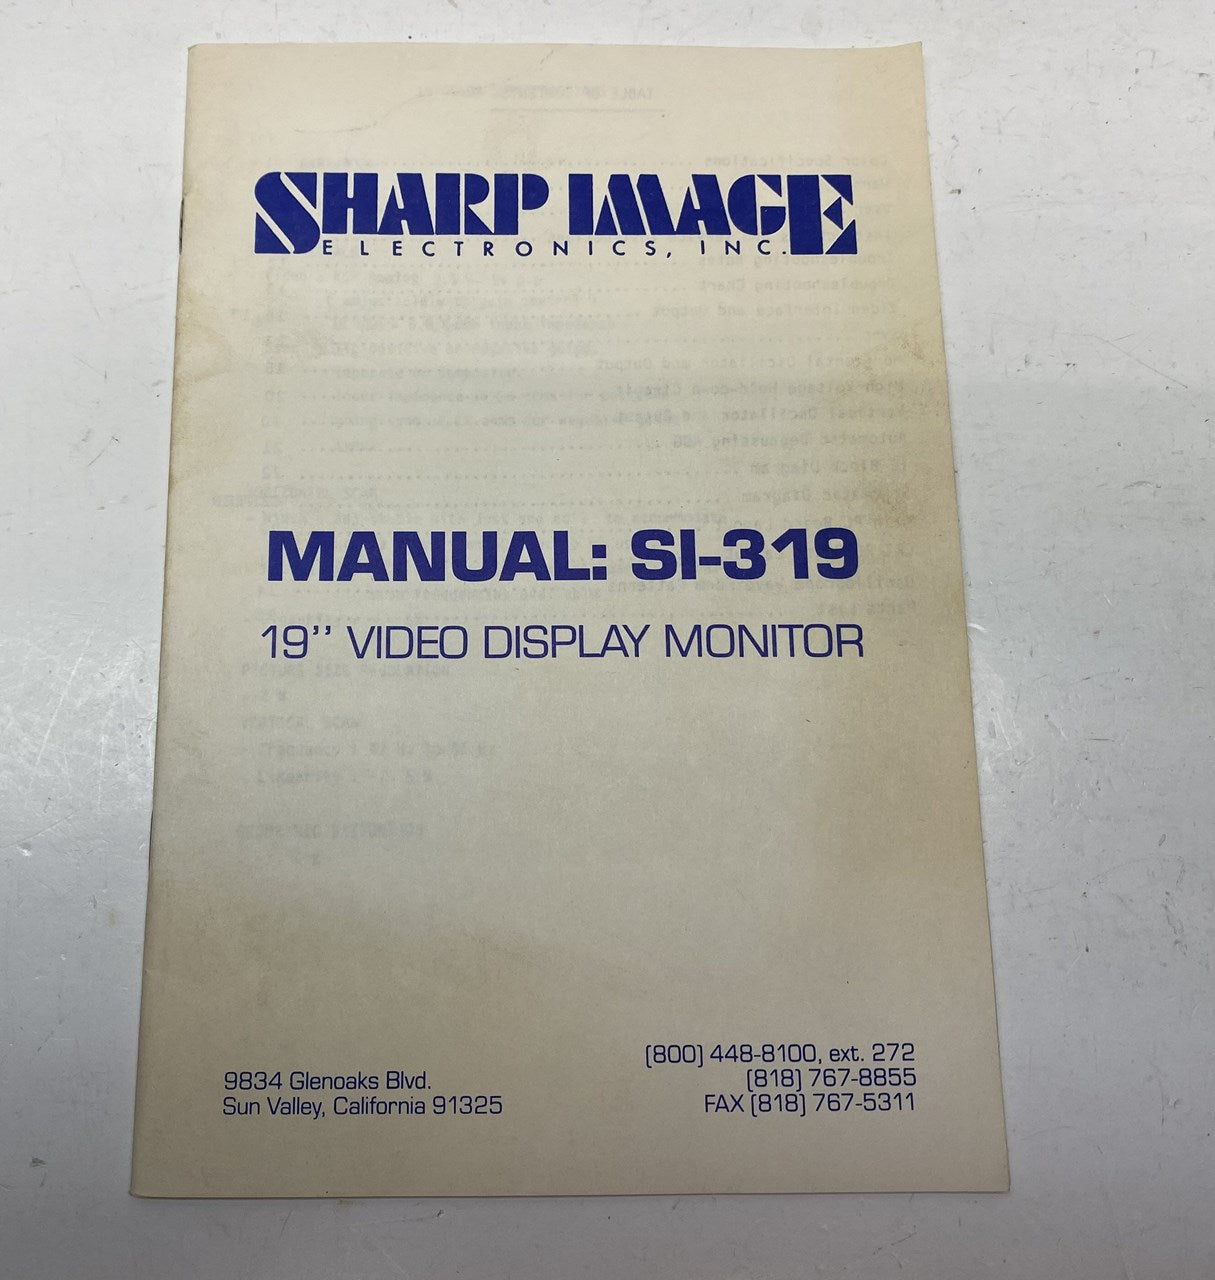 SHARP IMAGE
ELECTRONICS, INC.
MANUAL: SI-319
19" VIDEO DISPLAY MONITOR
9834 Glenoaks Blvd.
Sun Valley, California 91325
(800) 448-8100, ext. 272
(818) 767-8855
FAX (818) 767-5311